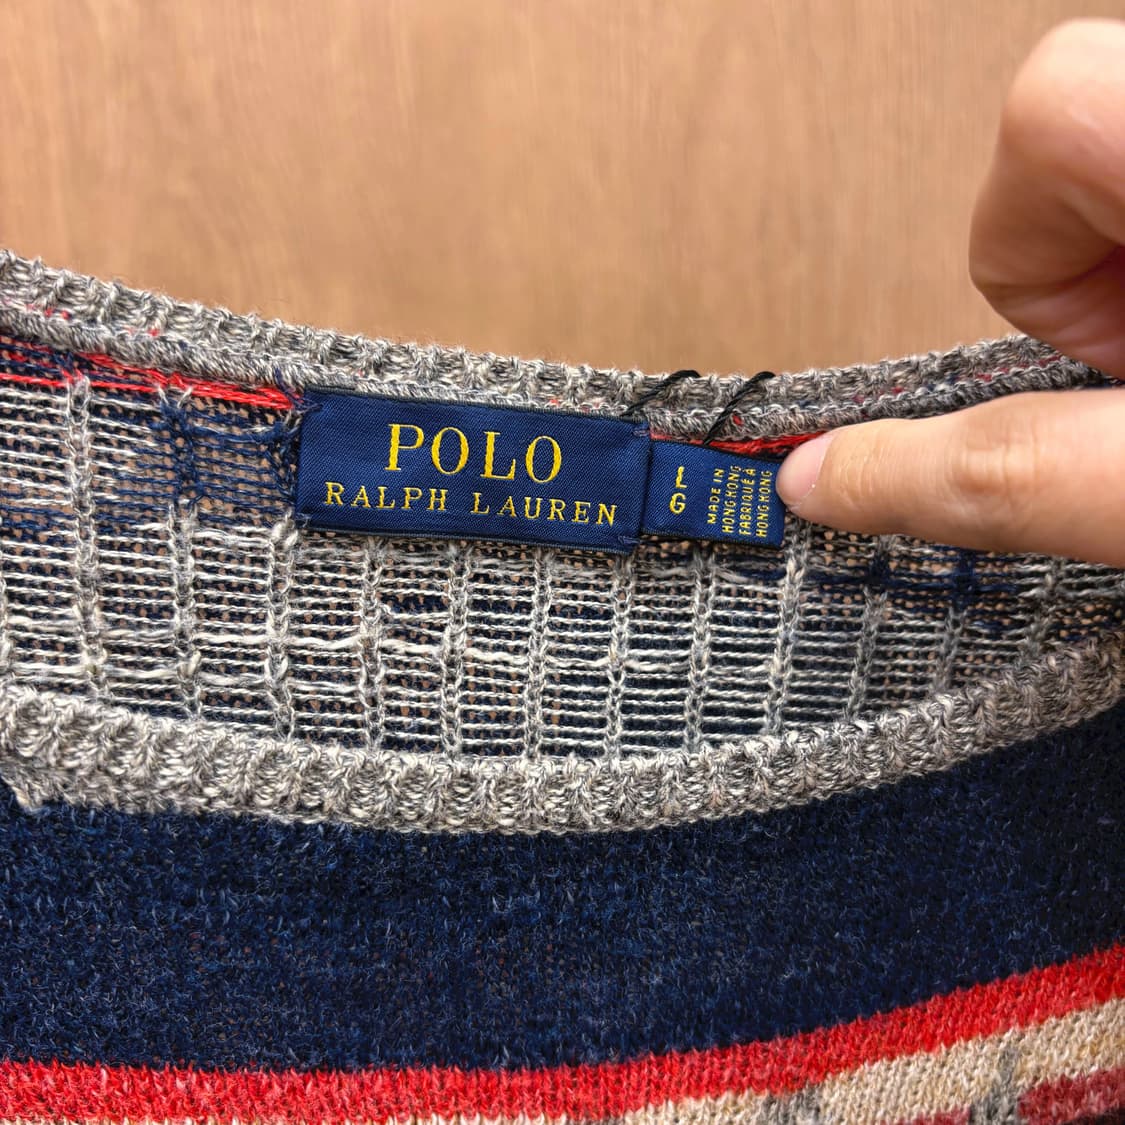 POLO
RALPH LAUREN
L
G
MADE IN
HONG KONG
FABRIQUÉ À
HONG KONG